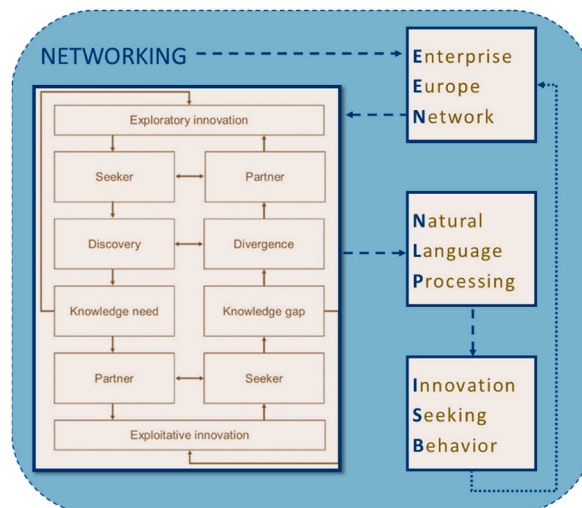 NETWORKING
Enterprise
Europe
Network
Exploratory innovation
Seeker
Partner
Discovery
Divergence
Knowledge need
Knowledge gap
Partner
Seeker
Exploitative innovation
Natural
Language
Processing
Innovation
Seeking
Behavior